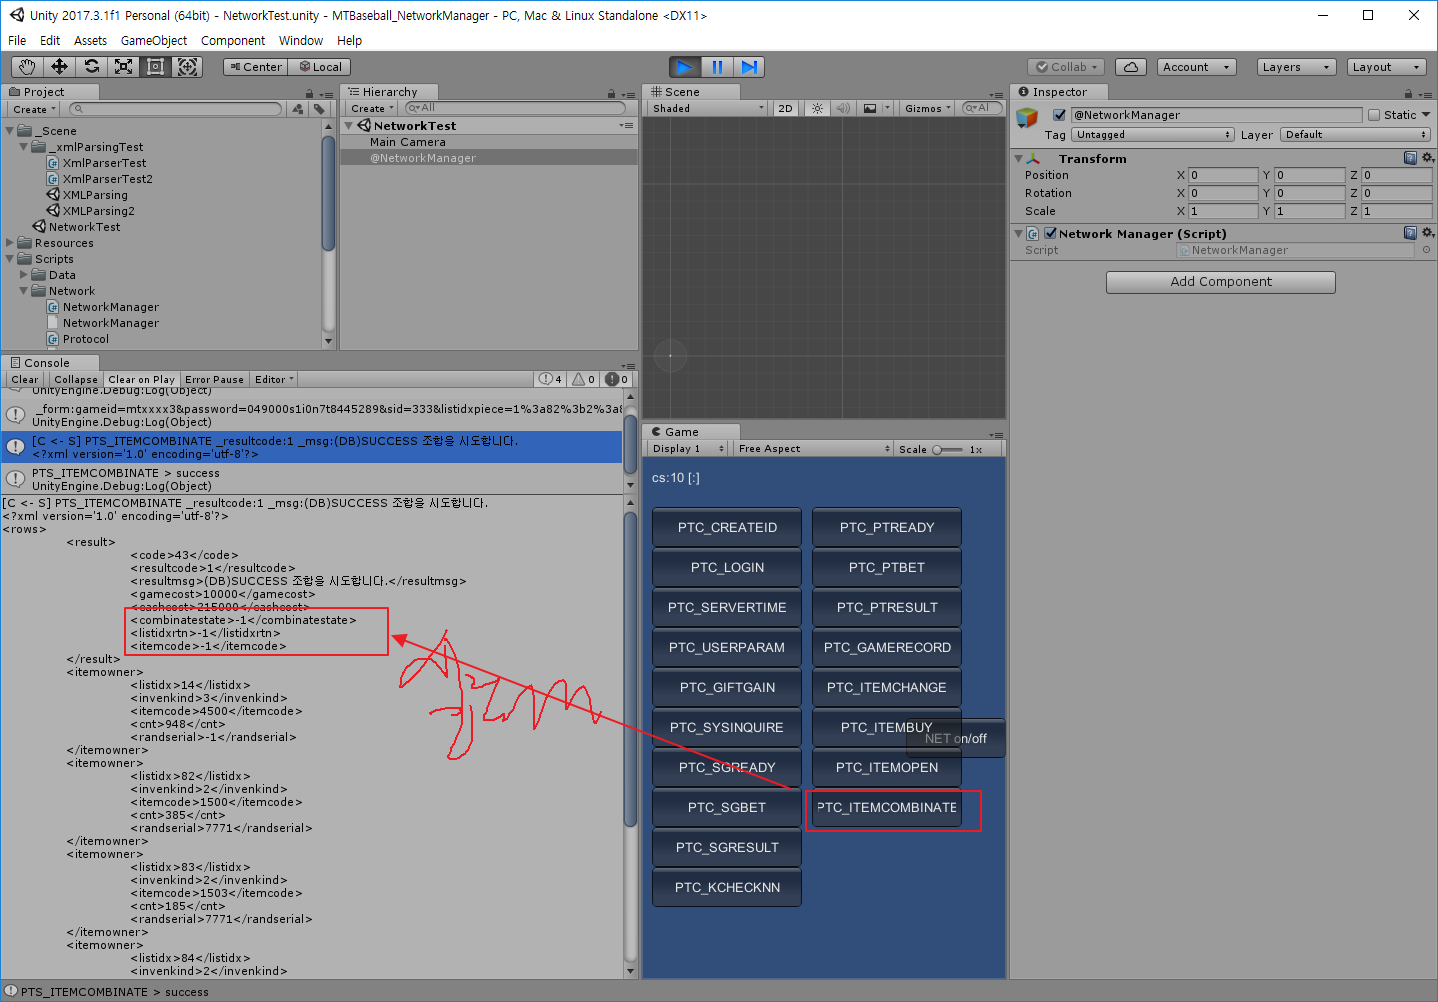 Unity 2017.3.1f1 Personal (64bit) - NetworkTest.unity - MTBaseball_NetworkManager - PC, Mac & Linux Standalone <DX11>
File Edit Assets GameObject Component Window Help
Center Local
Collab Account Layers Layout
Project
Create
_Scene
_xmlParsingTest
XmlParserTest
XmlParserTest2
XMLParsing
XMLParsing2
NetworkTest
Resources
Scripts
Data
Network
NetworkManager
NetworkManager
Protocol
Hierarchy
Create All
NetworkTest
Main Camera
@NetworkManager
Scene
Shaded 2D Gizmos Al
Inspector
@NetworkManager Static
Tag Untagged Layer Default
Transform
Position X 0 Y 0 Z 0
Rotation X 0 Y 0 Z 0
Scale X 1 Y 1 Z 1
Network Manager (Script)
Script NetworkManager
Add Component
Console
Clear Collapse Clear on Play Error Pause Editor 4 0 0
UnityEngine.Debug:Log(Object)
_form:gameid=mtxxxx3&password=049000s1i0n7t8445289&sid=333&listidxpiece=1%3a82%3b2%3a
UnityEngine.Debug:Log(Object)
[C <- S] PTS_ITEMCOMBINATE _resultcode:1 _msg:(DB)SUCCESS 조합을 시도합니다.
<?xml version='1.0' encoding='utf-8'?>
PTS_ITEMCOMBINATE > success
UnityEngine.Debug:Log(Object)
[C <- S] PTS_ITEMCOMBINATE _resultcode:1 _msg:(DB)SUCCESS 조합을 시도합니다.
<?xml version='1.0' encoding='utf-8'?>
<rows>
<result>
<code>43</code>
<resultcode>1</resultcode>
<resultmsg>(DB)SUCCESS 조합을 시도합니다.</resultmsg>
<gamecost>10000</gamecost>
<cashcost>215000</cashcost>
<combinatestate>-1</combinatestate>
<listidxrtn>-1</listidxrtn>
<itemcode>-1</itemcode>
</result>
<itemowner>
<listidx>14</listidx>
<invenkind>3</invenkind>
<itemcode>4500</itemcode>
<cnt>948</cnt>
<randserial>-1</randserial>
</itemowner>
<itemowner>
<listidx>82</listidx>
<invenkind>2</invenkind>
<itemcode>1500</itemcode>
<cnt>385</cnt>
<randserial>7771</randserial>
</itemowner>
<itemowner>
<listidx>83</listidx>
<invenkind>2</invenkind>
<itemcode>1503</itemcode>
<cnt>185</cnt>
<randserial>7771</randserial>
</itemowner>
<itemowner>
<listidx>84</listidx>
<invenkind>2</invenkind>
Game
Display 1 Free Aspect Scale 1x
cs:10 [:]
PTC_CREATEID PTC_PTREADY
PTC_LOGIN PTC_PTBET
PTC_SERVERTIME PTC_PTRESULT
PTC_USERPARAM PTC_GAMERECORD
PTC_GIFTGAIN PTC_ITEMCHANGE
PTC_SYSINQUIRE PTC_ITEMBUY
NET on/off
PTC_SGREADY PTC_ITEMOPEN
PTC_SGBET PTC_ITEMCOMBINATE
PTC_SGRESULT
PTC_KCHECKNN
PTS_ITEMCOMBINATE > success